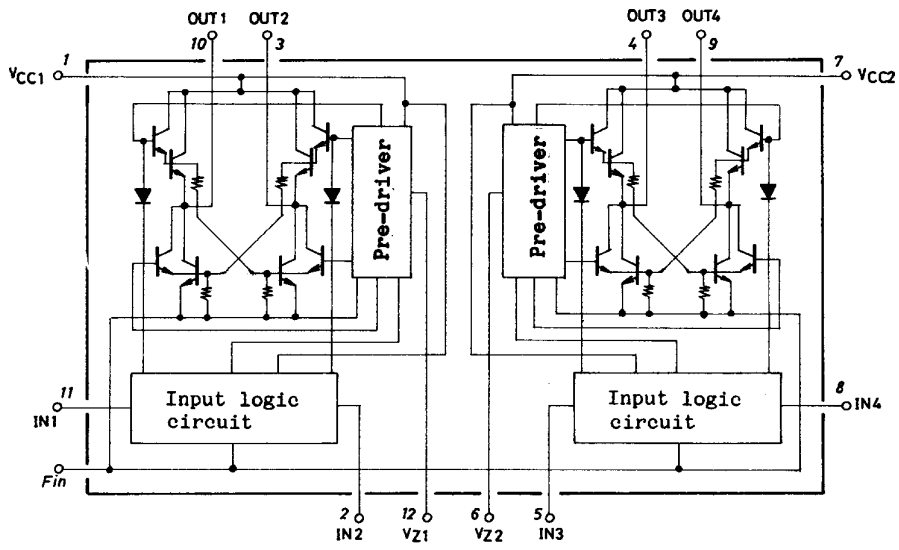 OUT1 OUT2 OUT3 OUT4
10 3 4 9
1 7
VCC1 VCC2
Pre-driver Pre-driver
11 8
Input logic circuit Input logic circuit
IN1 IN4
Fin
2 12 6 5
IN2 VZ1 VZ2 IN3